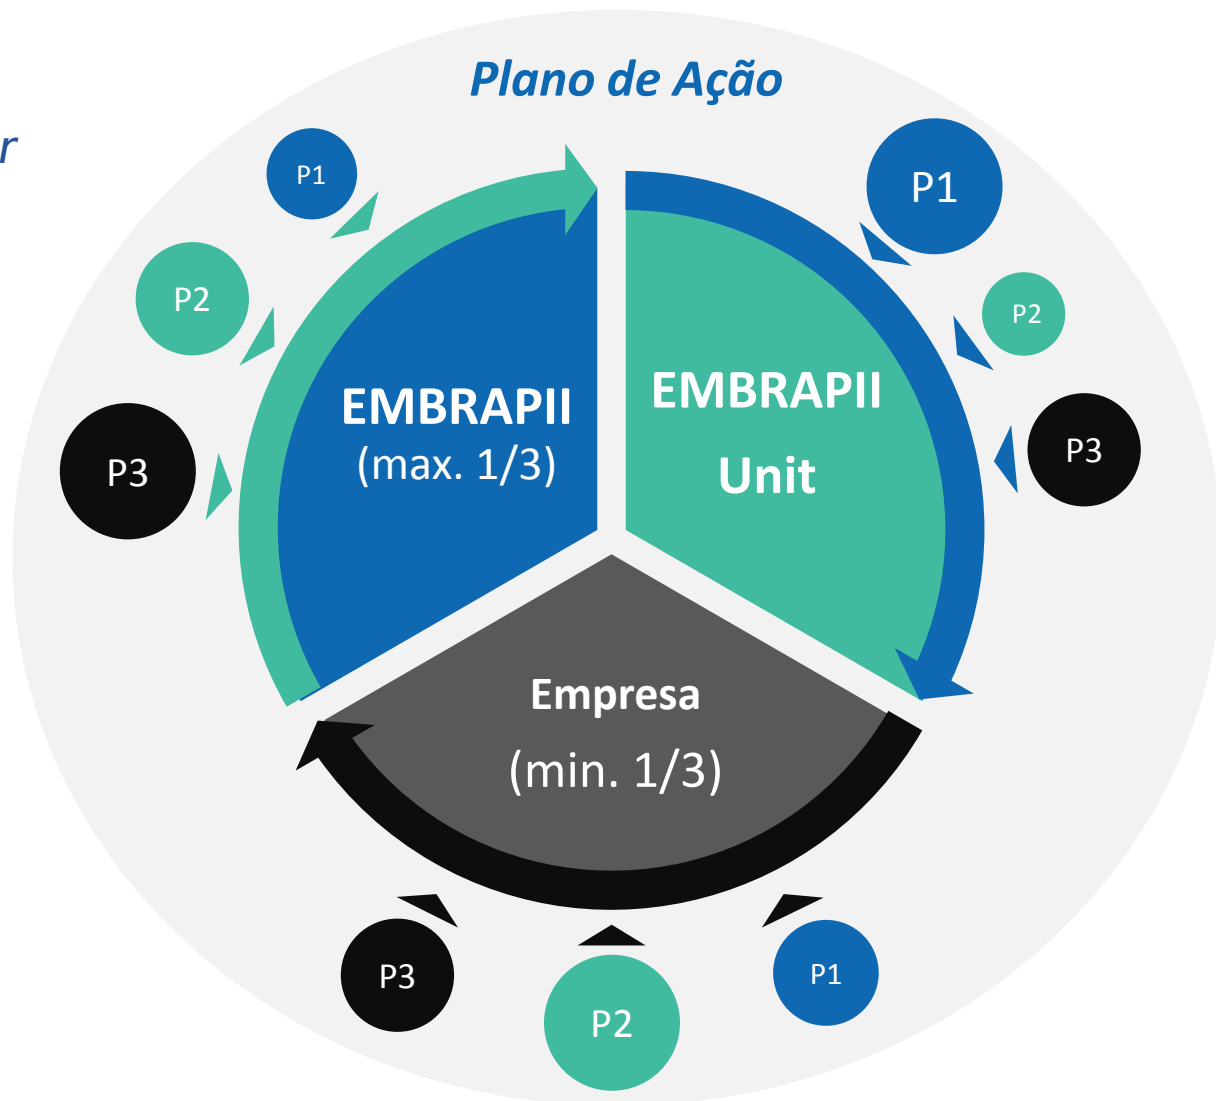 Plano de Ação
r
P1
P1
P2
P2
EMBRAPII
(max. 1/3)
EMBRAPII
Unit
P3
P3
Empresa
(min. 1/3)
P3
P2
P1